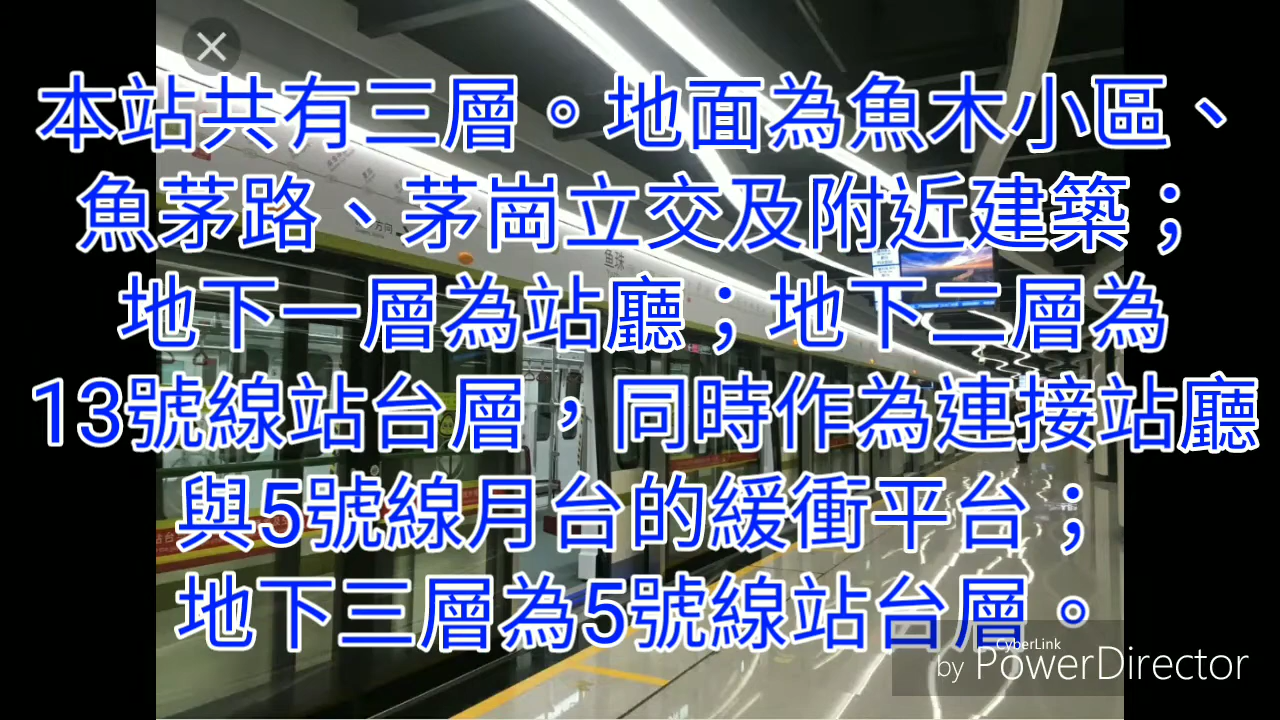 本站共有三層。地面為魚木小區、
魚茅路、茅崗立交及附近建築；
地下一層為站廳；地下二層為
13號線站台層，同時作為連接站廳
與5號線月台的緩衝平台；
地下三層為5號線站台層。
方向
鱼珠
CyberLink
by PowerDirector